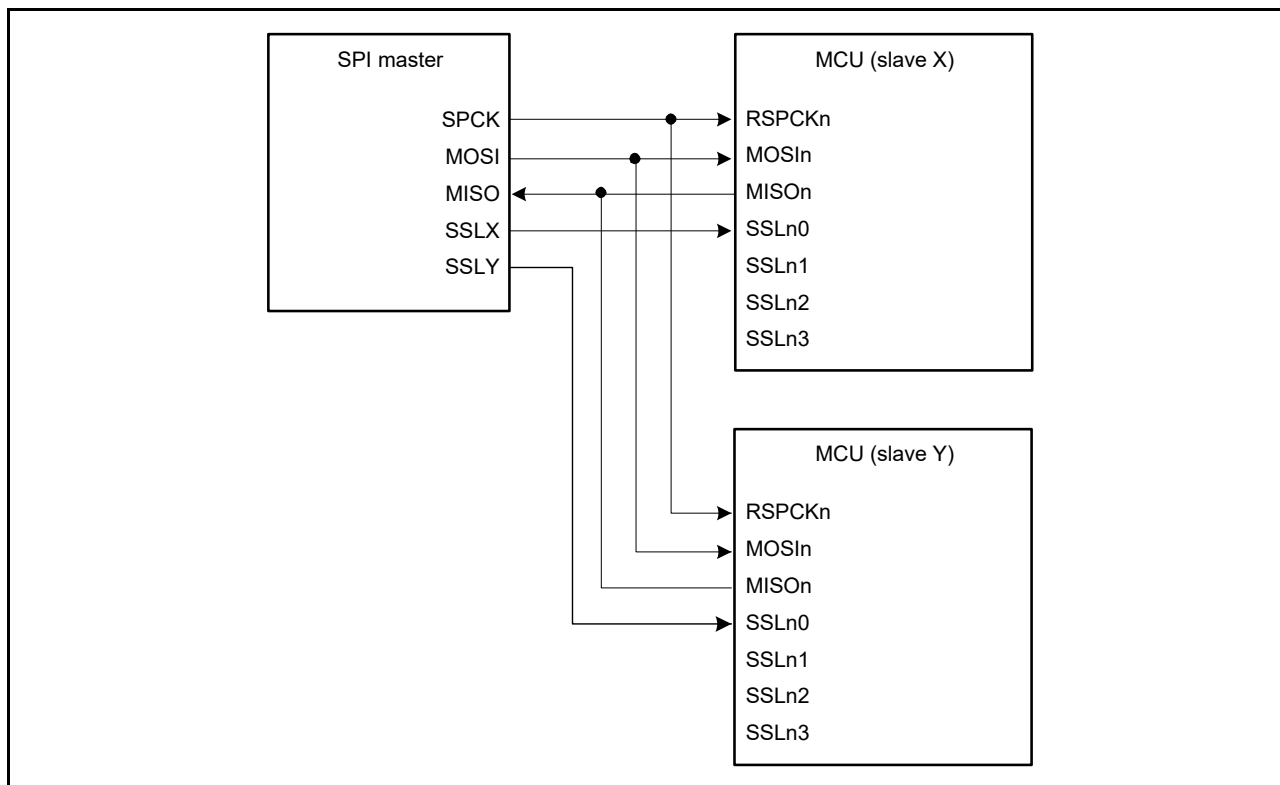 SPI master
SPCK
MOSI
MISO
SSLX
SSLY
MCU (slave X)
RSPCKn
MOSIn
MISOn
SSLn0
SSLn1
SSLn2
SSLn3
MCU (slave Y)
RSPCKn
MOSIn
MISOn
SSLn0
SSLn1
SSLn2
SSLn3